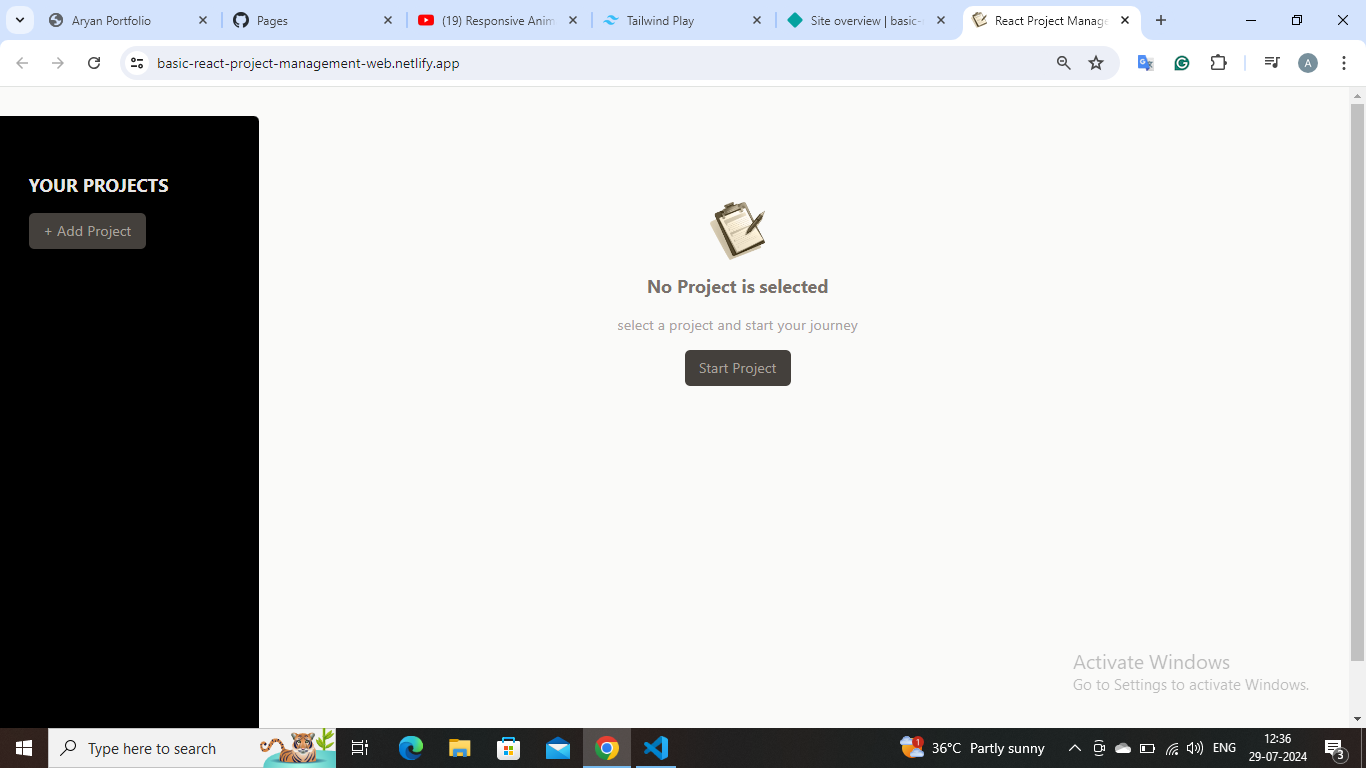 Aryan Portfolio
Pages
(19) Responsive Anim
Tailwind Play
Site overview | basic-
React Project Manage
basic-react-project-management-web.netlify.app
A
YOUR PROJECTS
+ Add Project
No Project is selected
select a project and start your journey
Start Project
Activate Windows
Go to Settings to activate Windows.
Type here to search
1
36°C Partly sunny
ENG
12:36
29-07-2024
3